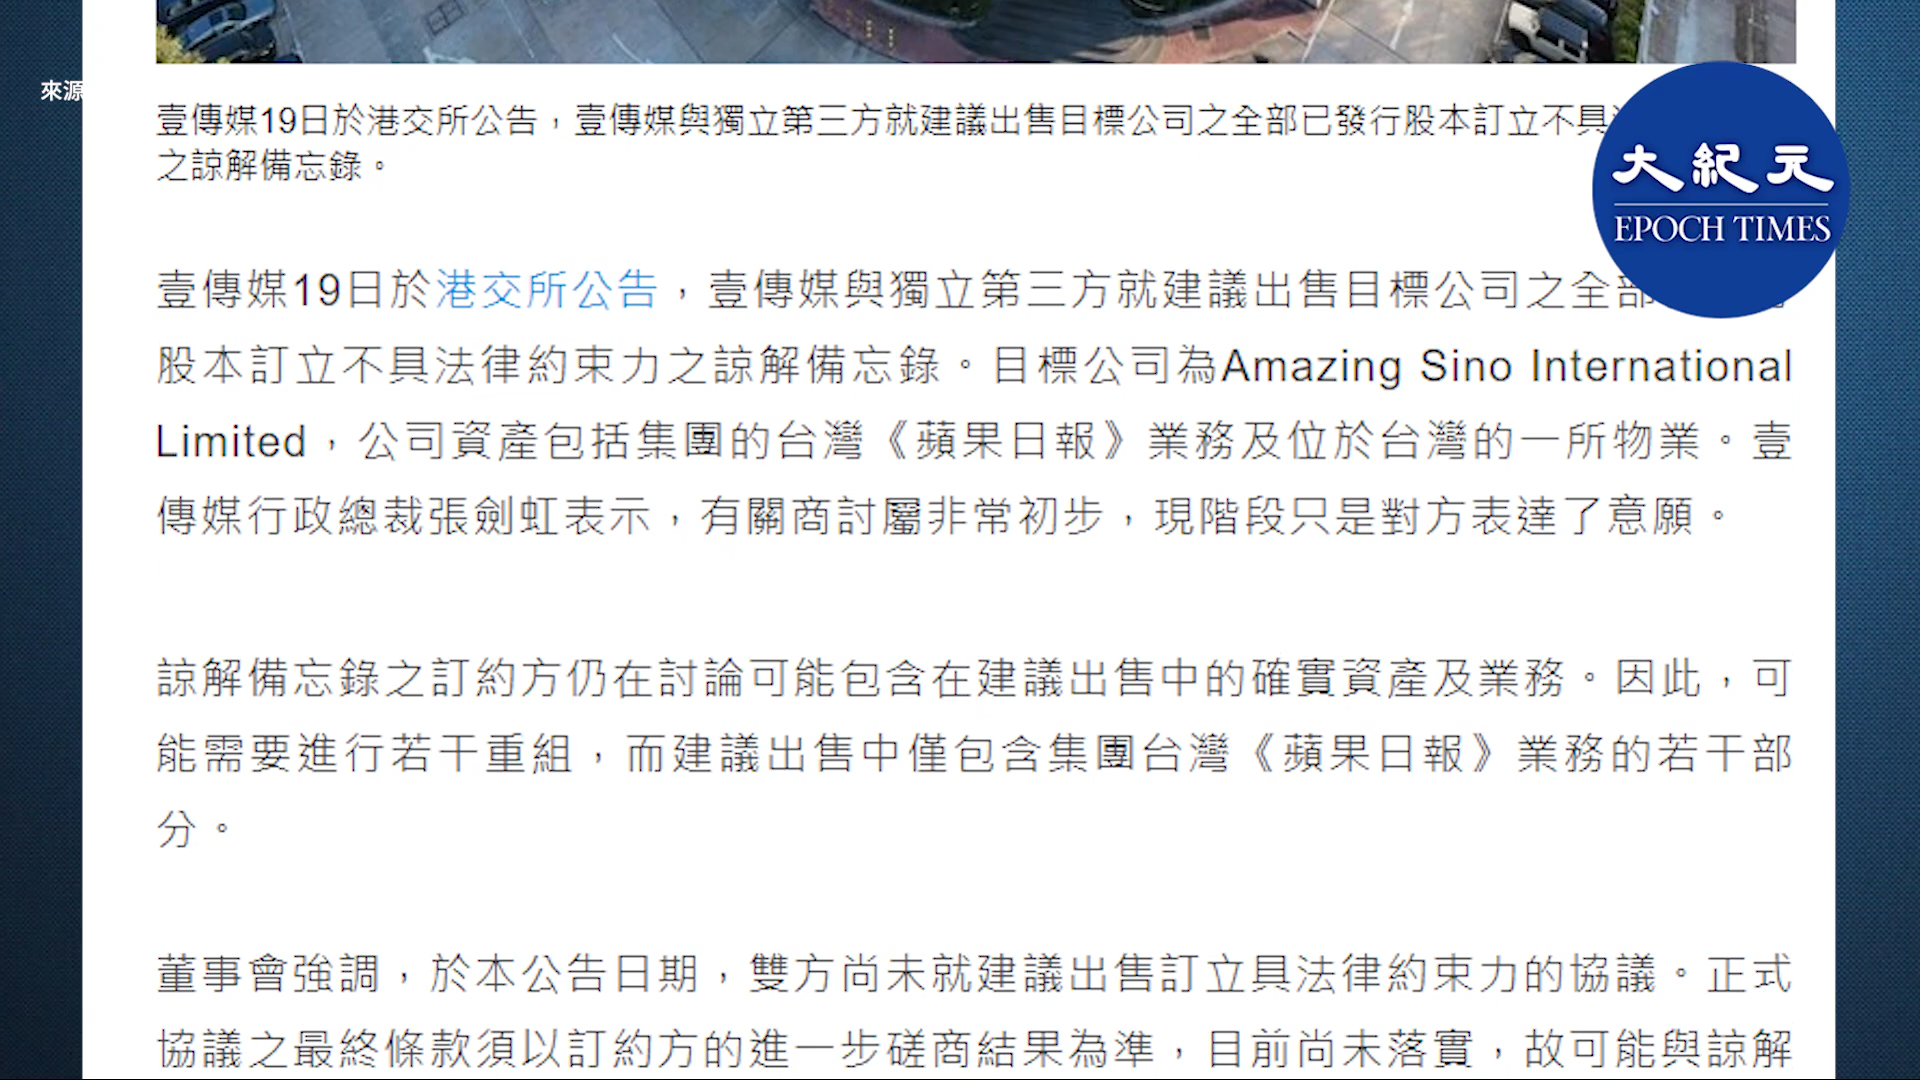 來源
壹傳媒19日於港交所公告，壹傳媒與獨立第三方就建議出售目標公司之全部已發行股本訂立不具
之諒解備忘錄。
大紀元
EPOCH TIMES
壹傳媒19日於港交所公告，壹傳媒與獨立第三方就建議出售目標公司之全部
股本訂立不具法律約束力之諒解備忘錄。目標公司為Amazing Sino International
Limited，公司資產包括集團的台灣《蘋果日報》業務及位於台灣的一所物業。壹
傳媒行政總裁張劍虹表示，有關商討屬非常初步，現階段只是對方表達了意願。
諒解備忘錄之訂約方仍在討論可能包含在建議出售中的確實資產及業務。因此，可
能需要進行若干重組，而建議出售中僅包含集團台灣《蘋果日報》業務的若干部
分。
董事會強調，於本公告日期，雙方尚未就建議出售訂立具法律約束力的協議。正式
協議之最終條款須以訂約方的進一步磋商結果為準，目前尚未落實，故可能與諒解